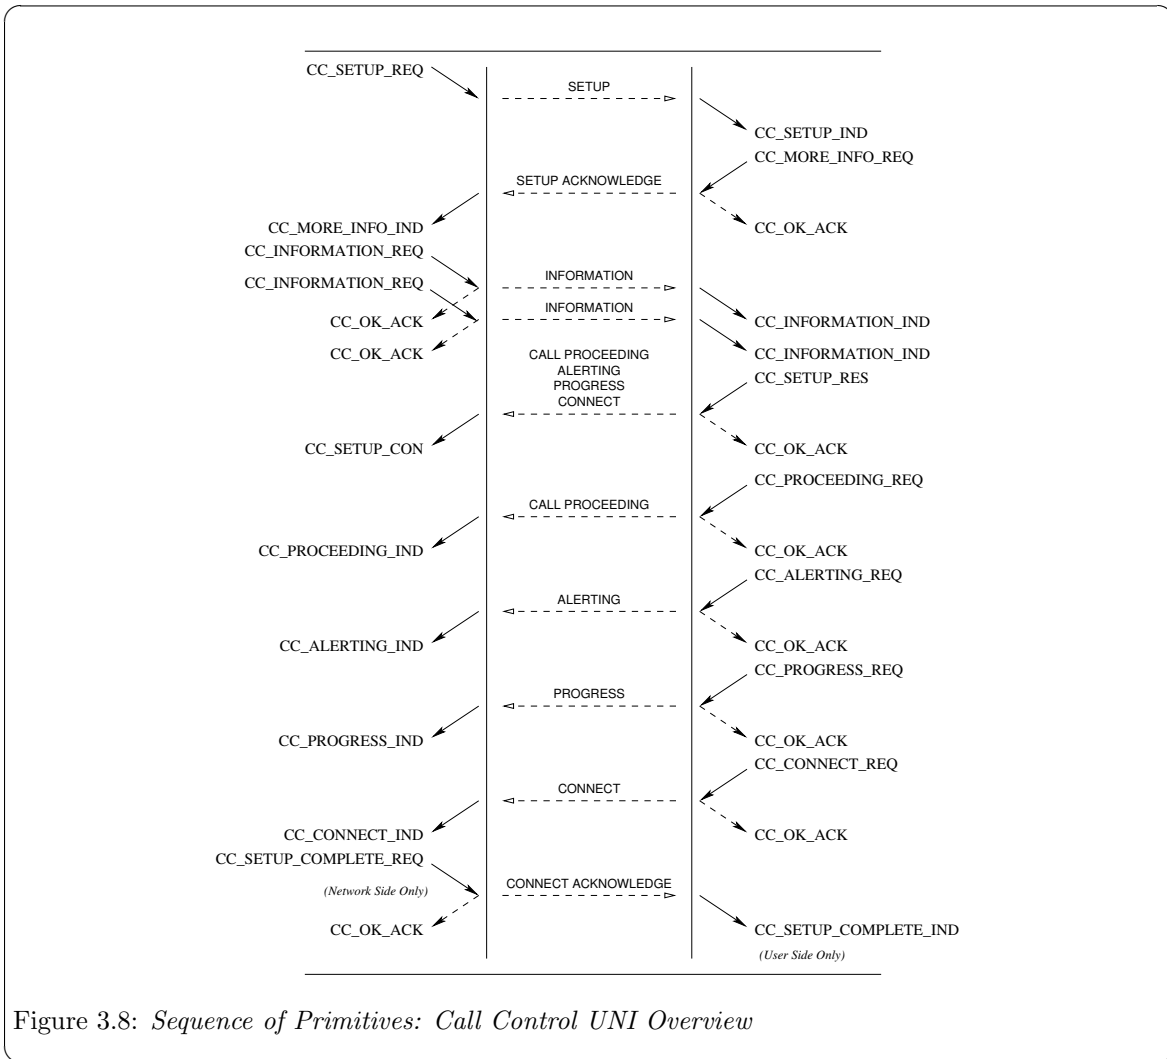 CC_SETUP_REQ
SETUP
CC_SETUP_IND
CC_MORE_INFO_REQ
SETUP ACKNOWLEDGE
CC_MORE_INFO_IND
CC_OK_ACK
CC_INFORMATION_REQ
CC_INFORMATION_REQ
INFORMATION
INFORMATION
CC_OK_ACK
CC_INFORMATION_IND
CC_OK_ACK
CC_INFORMATION_IND
CALL PROCEEDING
ALERTING
PROGRESS
CONNECT
CC_SETUP_RES
CC_SETUP_CON
CC_OK_ACK
CC_PROCEEDING_REQ
CALL PROCEEDING
CC_PROCEEDING_IND
CC_OK_ACK
CC_ALERTING_REQ
ALERTING
CC_ALERTING_IND
CC_OK_ACK
CC_PROGRESS_REQ
PROGRESS
CC_PROGRESS_IND
CC_OK_ACK
CC_CONNECT_REQ
CONNECT
CC_CONNECT_IND
CC_OK_ACK
CC_SETUP_COMPLETE_REQ
(Network Side Only)
CONNECT ACKNOWLEDGE
CC_OK_ACK
CC_SETUP_COMPLETE_IND
(User Side Only)
Figure 3.8: Sequence of Primitives: Call Control UNI Overview